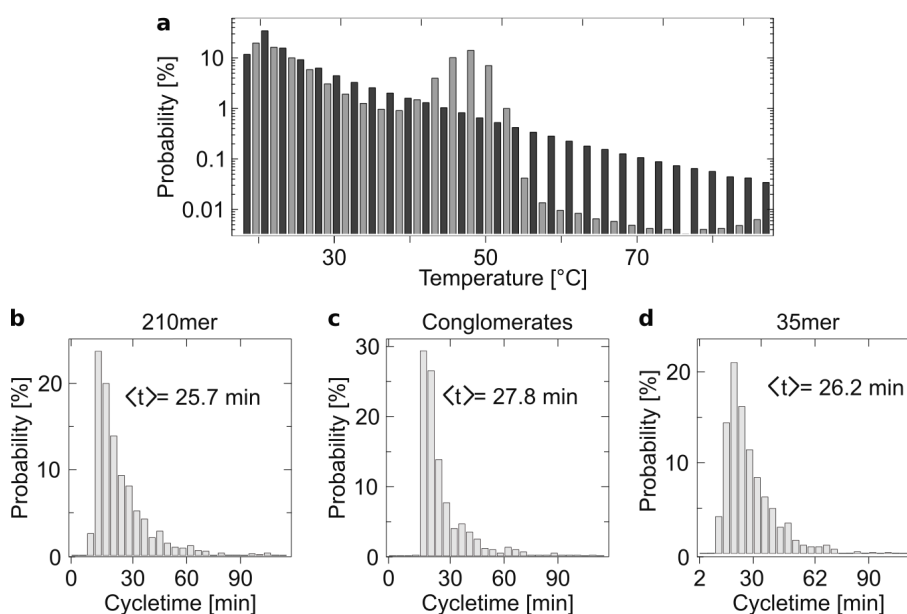 a
Probability [%]
10
1
0.1
0.01
30 50 70
Temperature [°C]
b 210mer
Probability [%]
20
10
0
<t>= 25.7 min
0 30 60 90
Cycletime [min]
c Conglomerates
Probability [%]
30
20
10
0
<t>= 27.8 min
0 30 60 90
Cycletime [min]
d 35mer
Probability [%]
20
10
0
<t>= 26.2 min
2 30 62 90
Cycletime [min]